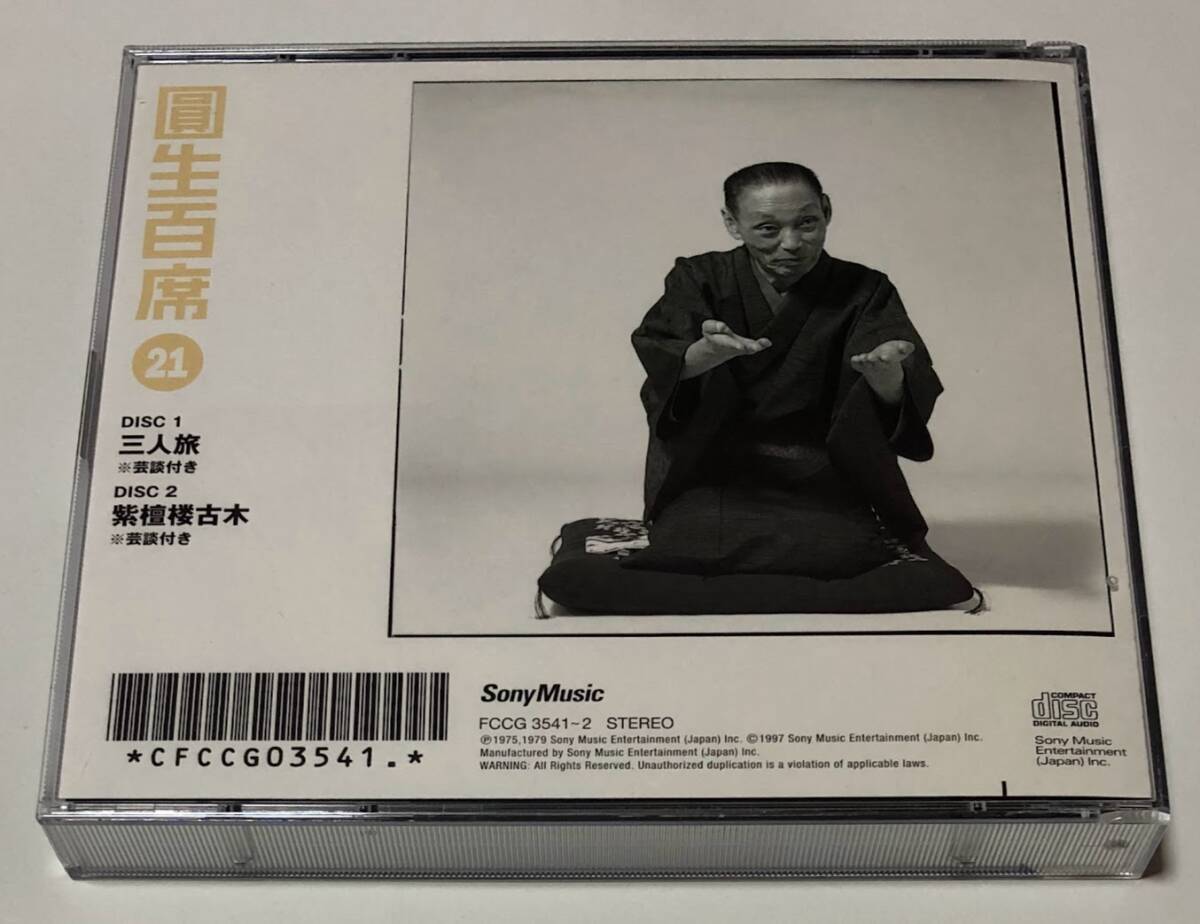 圓生百席
21
DISC 1
三人旅
※芸談付き
DISC 2
紫檀楼古木
※芸談付き
*CFCCG03541.*
SonyMusic
FCCG 3541~2 STEREO
℗1975,1979 Sony Music Entertainment (Japan) Inc. ©1997 Sony Music Entertainment (Japan) Inc.
Manufactured by Sony Music Entertainment (Japan) Inc.
WARNING: All Rights Reserved. Unauthorized duplication is a violation of applicable laws.
COMPACT
disc
DIGITAL AUDIO
Sony Music
Entertainment
(Japan) Inc.